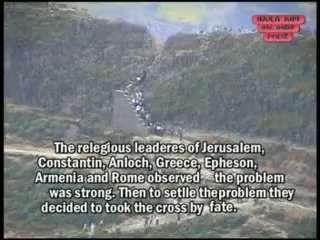 The relegious leaderes of Jerusalem,
Constantin, Anloch, Greece, Epheson,
Armenia and Rome observed the problem
was strong. Then to setlle theproblem they
decided to took the cross by fate.